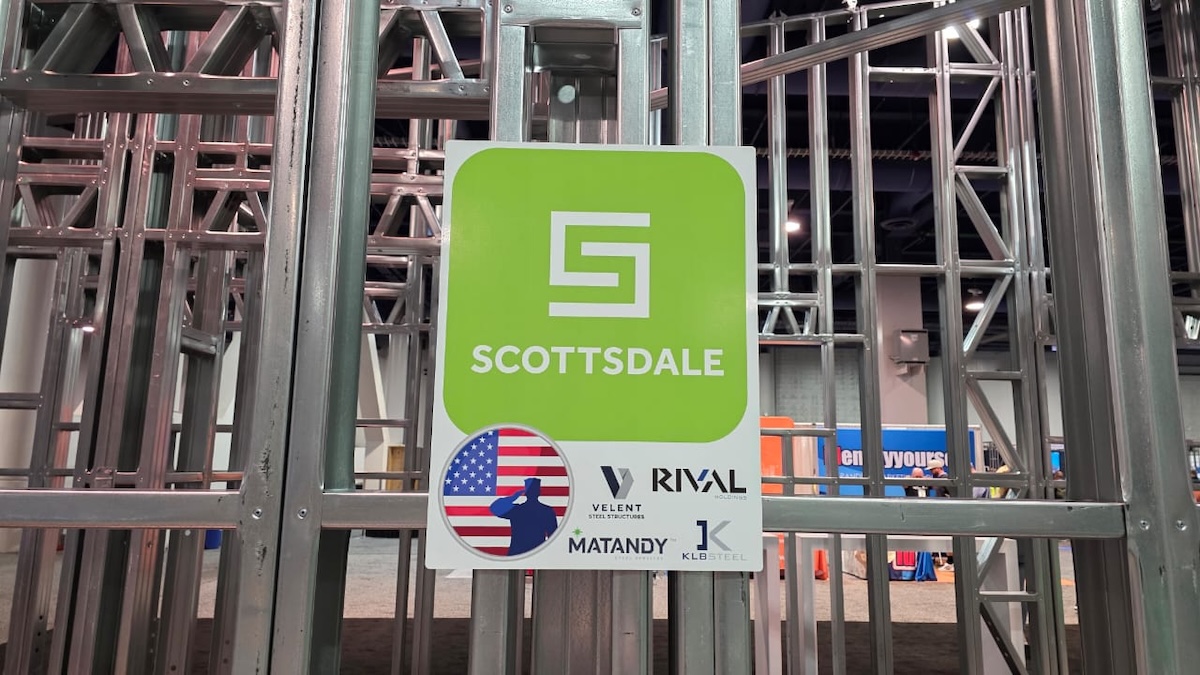 SCOTTSDALE
VELENT
STEEL STRUCTURES
RIVAL
HOLDINGS
MATANDY
KLBSTEEL